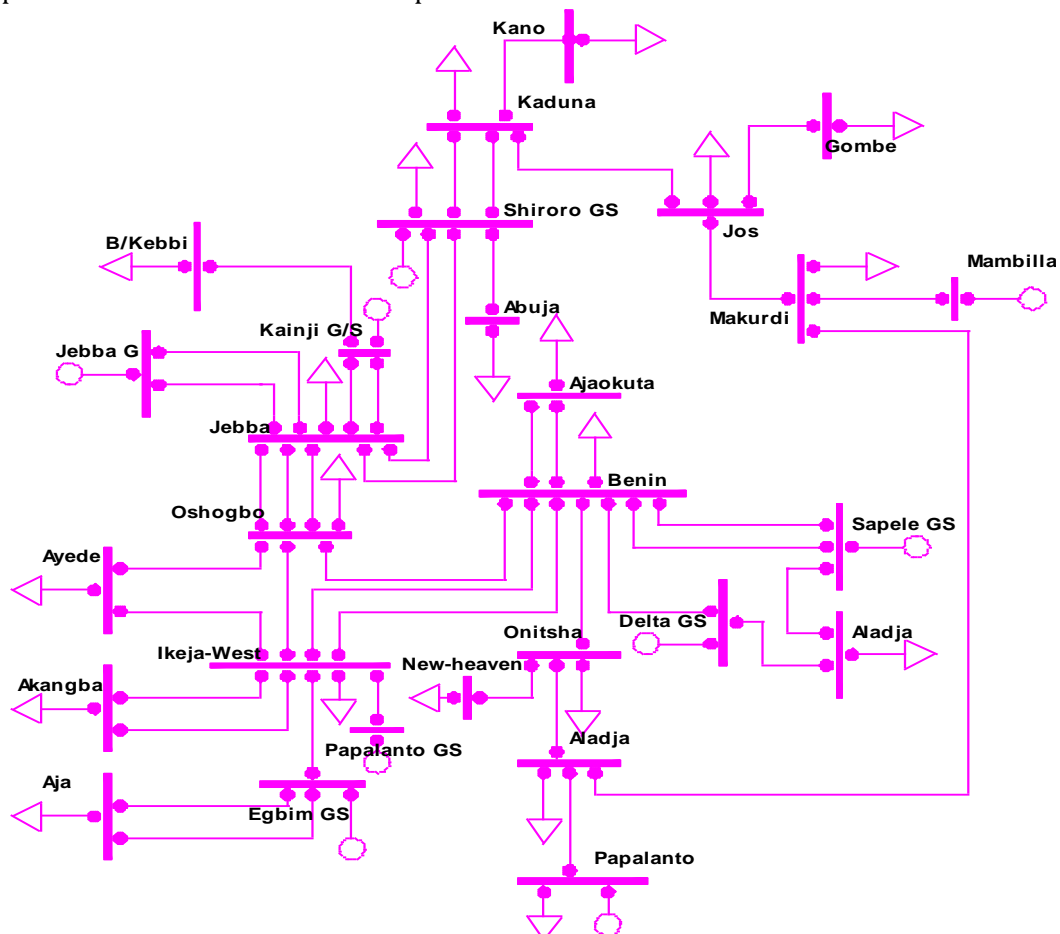 Kano
Kaduna
Gombe
Shiroro GS
Jos
B/Kebbi
Mambilla
Abuja
Makurdi
Kainji G/S
Jebba G
Ajaokuta
Jebba
Benin
Oshogbo
Sapele GS
Ayede
Delta GS
Aladja
Onitsha
Ikeja-West
New-heaven
Akangba
Aladja
Papalanto GS
Aja
Egbim GS
Papalanto